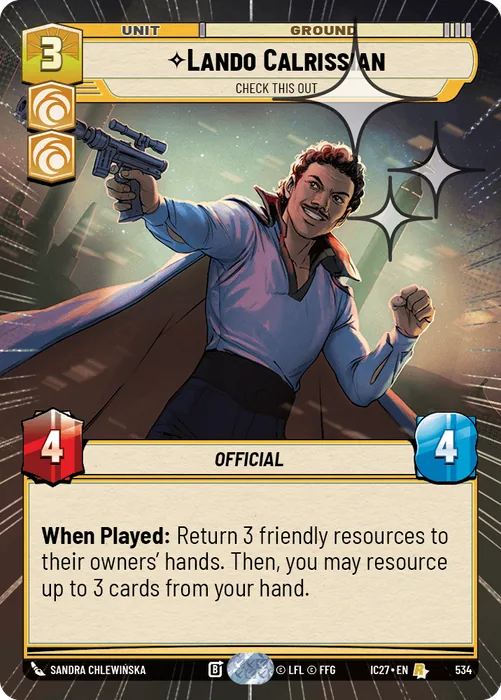 3
UNIT
GROUND
✧LANDO CALRISSIAN
CHECK THIS OUT
4
OFFICIAL
4
When Played: Return 3 friendly resources to
their owners' hands. Then, you may resource
up to 3 cards from your hand.
SANDRA CHLEWIŃSKA
B
© LFL © FFG
IC27•EN
R
534